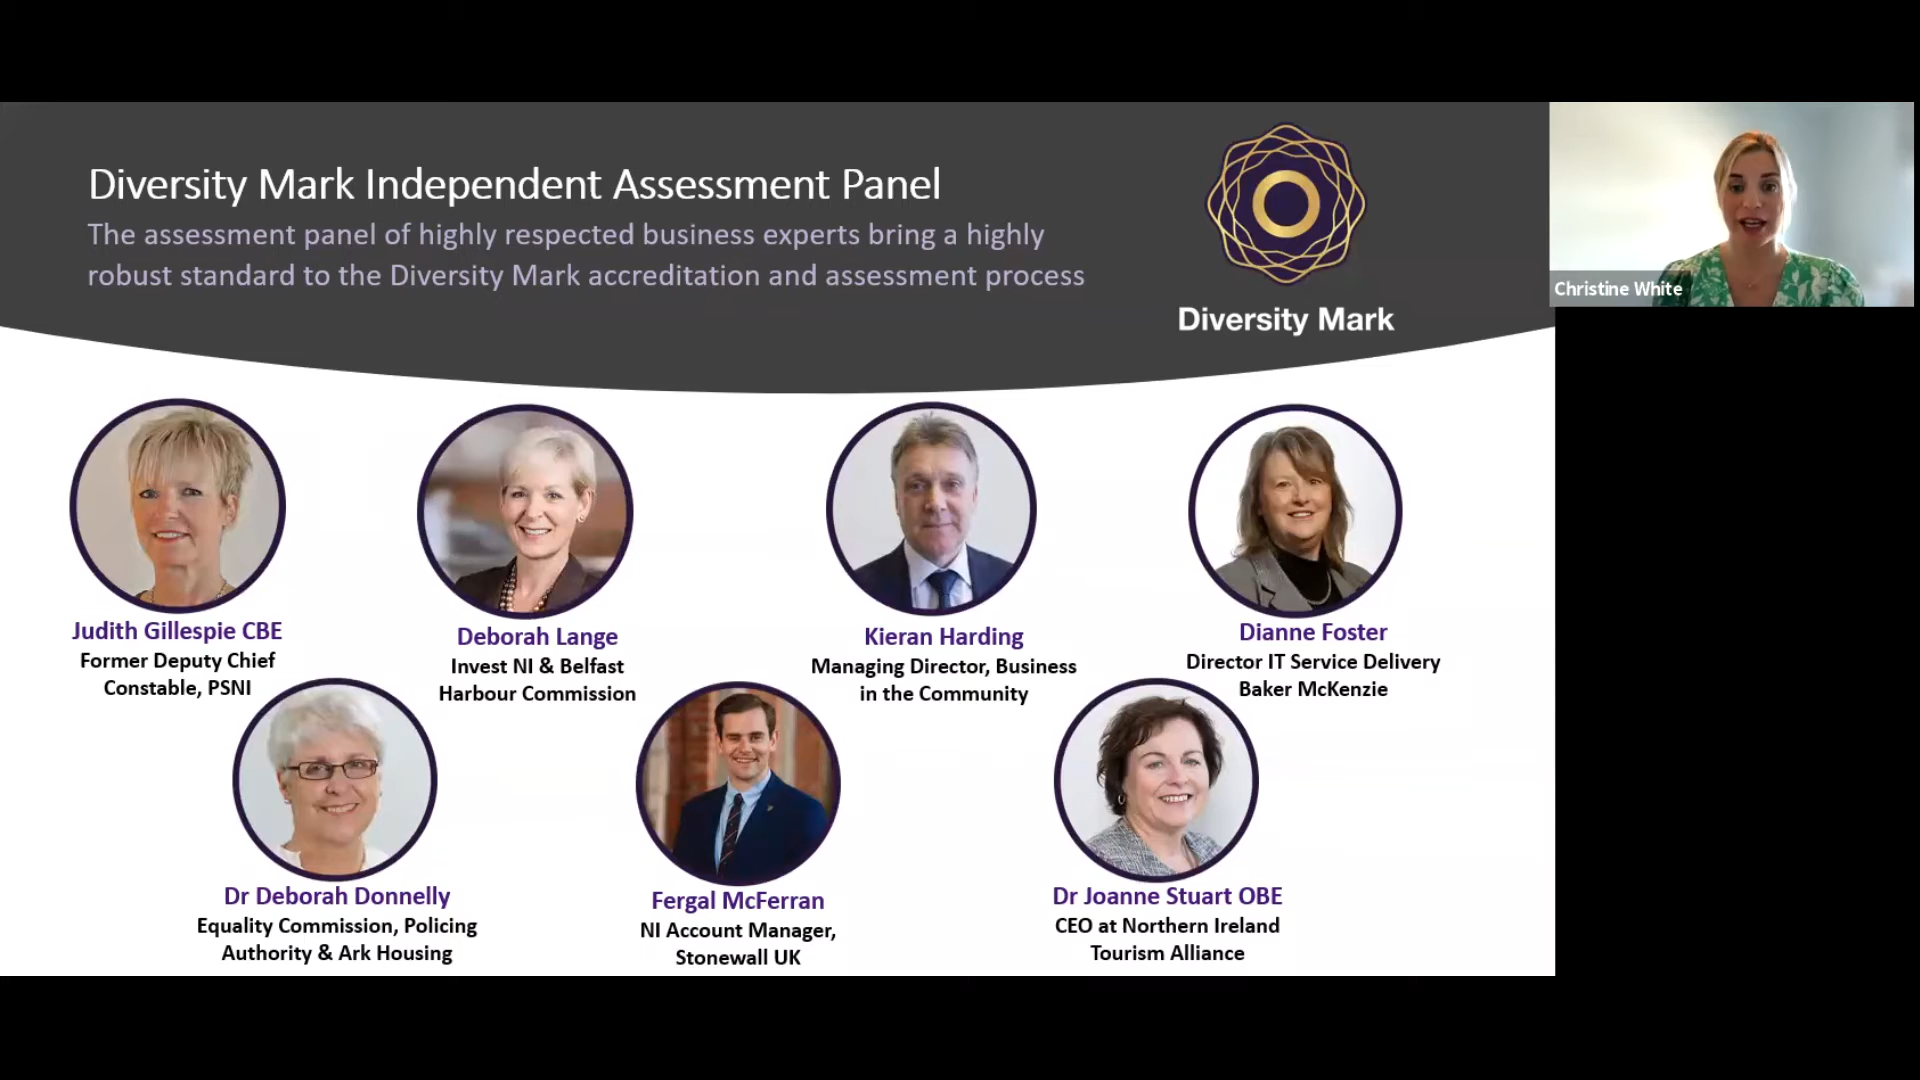 Diversity Mark Independent Assessment Panel
The assessment panel of highly respected business experts bring a highly
robust standard to the Diversity Mark accreditation and assessment process
Diversity Mark
Christine White
Judith Gillespie CBE
Former Deputy Chief
Constable, PSNI
Deborah Lange
Invest NI & Belfast
Harbour Commission
Kieran Harding
Managing Director, Business
in the Community
Dianne Foster
Director IT Service Delivery
Baker McKenzie
Dr Deborah Donnelly
Equality Commission, Policing
Authority & Ark Housing
Fergal McFerran
NI Account Manager,
Stonewall UK
Dr Joanne Stuart OBE
CEO at Northern Ireland
Tourism Alliance